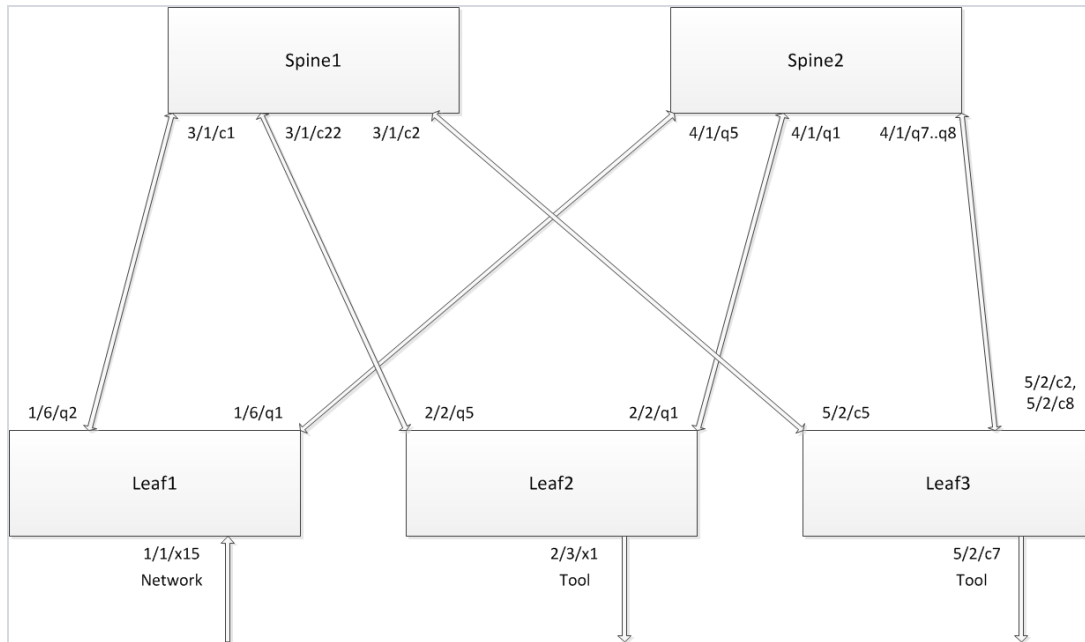 Spine1
Spine2
3/1/c1
3/1/c22
3/1/c2
4/1/q5
4/1/q1
4/1/q7..q8
1/6/q2
1/6/q1
2/2/q5
2/2/q1
5/2/c5
5/2/c2,
5/2/c8
Leaf1
Leaf2
Leaf3
1/1/x15
Network
2/3/x1
Tool
5/2/c7
Tool